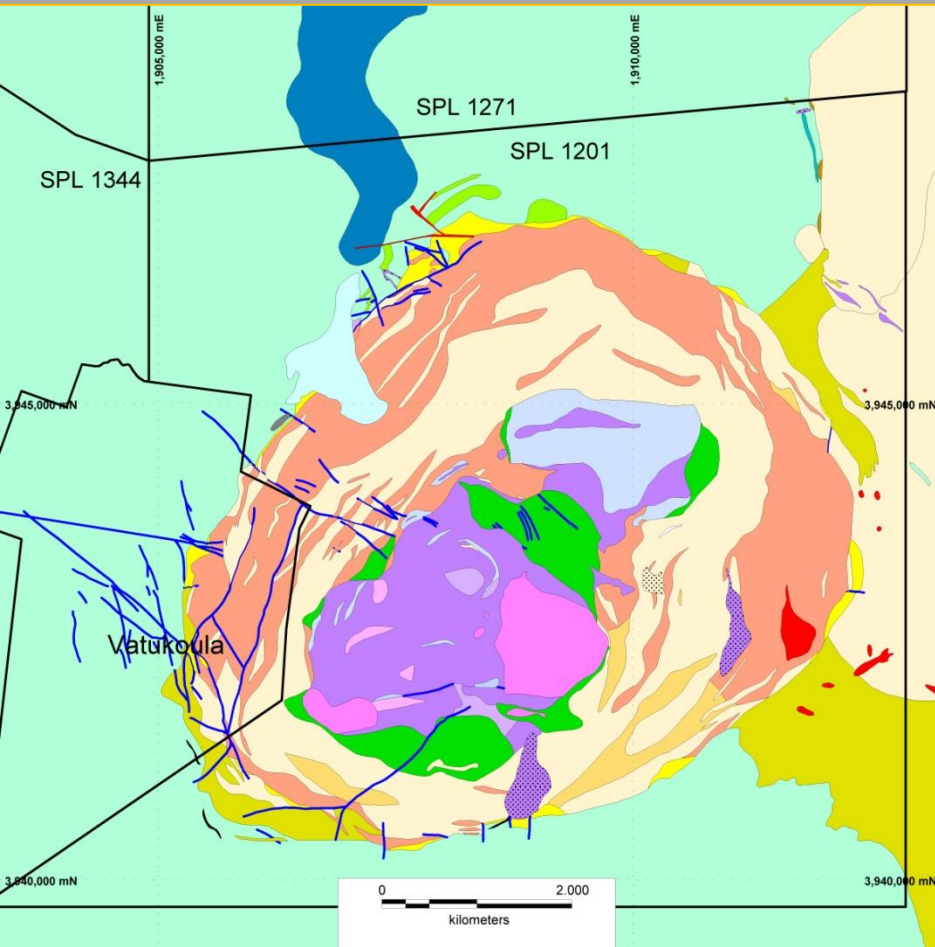 1,905,000 mE
1,910,000 mE
SPL 1271
SPL 1201
SPL 1344
3,945,000 mN
3,945,000 mN
Vatukoula
3,940,000 mN
3,940,000 mN
0 2.000
kilometers